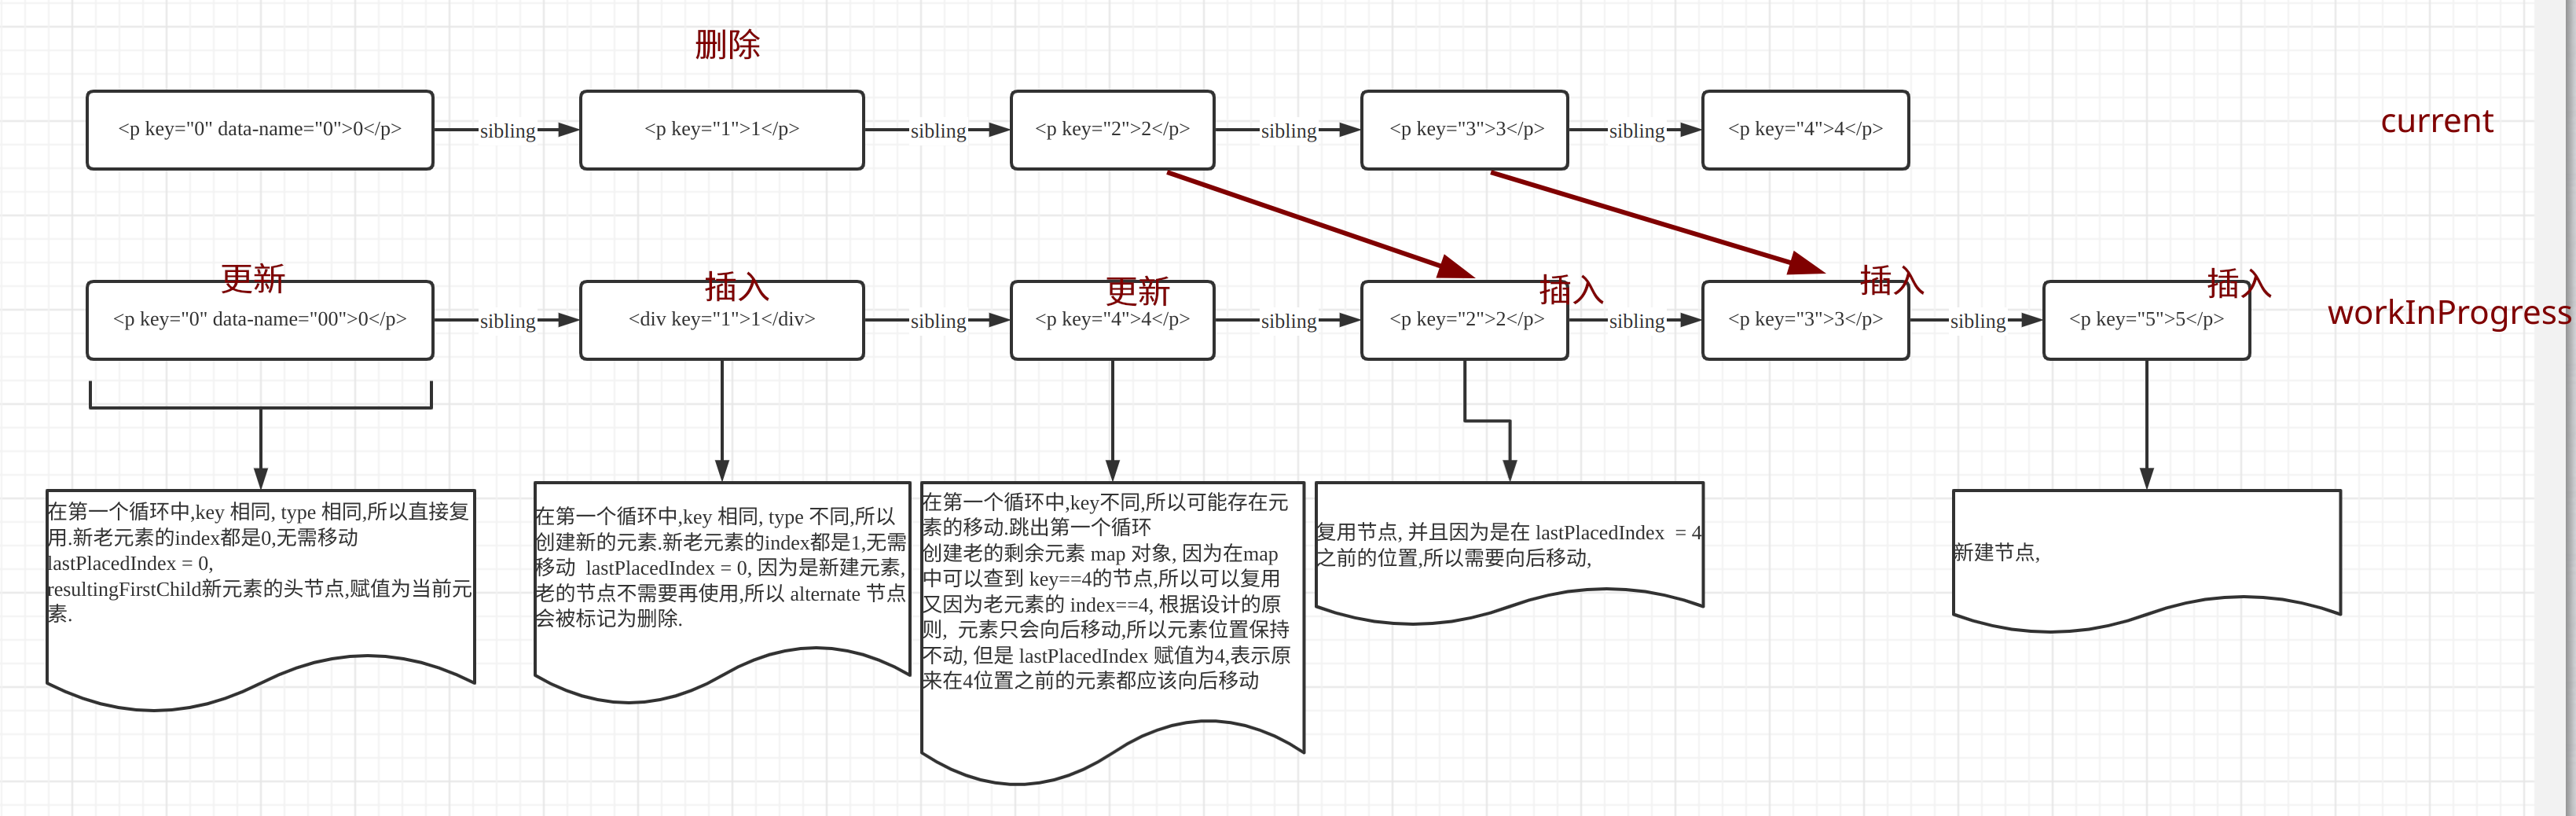 删除
<p key="0" data-name="0">0</p>
sibling
<p key="1">1</p>
sibling
<p key="2">2</p>
sibling
<p key="3">3</p>
sibling
<p key="4">4</p>
current
更新
插入
更新
插入
插入
插入
<p key="0" data-name="00">0</p>
sibling
<div key="1">1</div>
sibling
<p key="4">4</p>
sibling
<p key="2">2</p>
sibling
<p key="3">3</p>
sibling
<p key="5">5</p>
workInProgress
在第一个循环中,key 相同, type 相同,所以直接复
用.新老元素的index都是0,无需移动
lastPlacedIndex = 0,
resultingFirstChild新元素的头节点,赋值为当前元
素.
在第一个循环中,key 相同, type 不同,所以
创建新的元素.新老元素的index都是1,无需
移动  lastPlacedIndex = 0, 因为是新建元素,
老的节点不需要再使用,所以 alternate 节点
会被标记为删除.
在第一个循环中,key不同,所以可能存在元
素的移动.跳出第一个循环
创建老的剩余元素 map 对象, 因为在map
中可以查到 key==4的节点,所以可以复用
又因为老元素的 index==4, 根据设计的原
则,  元素只会向后移动,所以元素位置保持
不动, 但是 lastPlacedIndex 赋值为4,表示原
来在4位置之前的元素都应该向后移动
复用节点, 并且因为是在 lastPlacedIndex  = 4
之前的位置,所以需要向后移动,
新建节点,